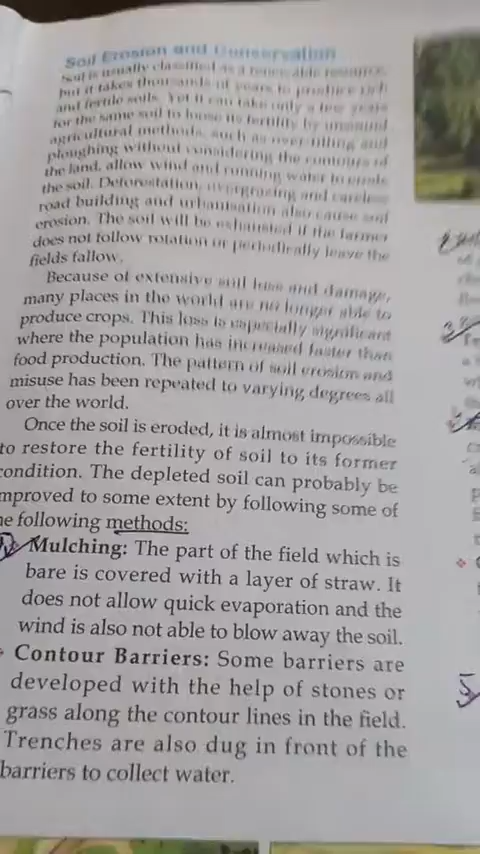 Soil Erosion and Conservation
Soil is usually classified as a renewable resource,
but it takes thousands of years to produce rich
and fertile soils. Yet it can take only a few years
for the same soil to loose its fertility by unsound
agricultural methods, such as over tilling and
ploughing without considering the contours of
the land, allow wind and running water to erode
the soil. Deforestation, overgrazing and careless
road building and urbanisation also cause soil
erosion. The soil will be exhausted if the farmer
does not follow rotation or periodically leave the
fields fallow.
Because of extensive soil loss and damage,
many places in the world are no longer able to
produce crops. This loss is especially significant
where the population has increased faster than
food production. The pattern of soil erosion and
misuse has been repeated to varying degrees all
over the world.
Once the soil is eroded, it is almost impossible
to restore the fertility of soil to its former
condition. The depleted soil can probably be
mproved to some extent by following some of
he following methods:
Mulching: The part of the field which is
bare is covered with a layer of straw. It
does not allow quick evaporation and the
wind is also not able to blow away the soil.
Contour Barriers: Some barriers are
developed with the help of stones or
grass along the contour lines in the field.
Trenches are also dug in front of the
barriers to collect water.
5